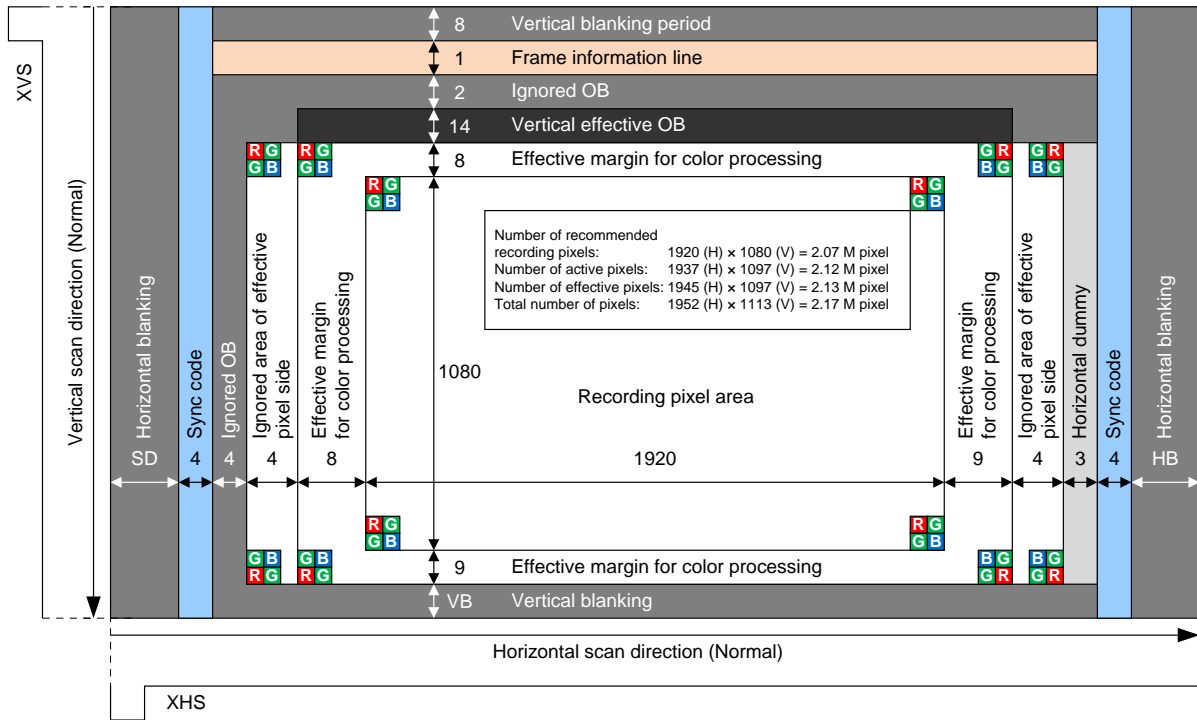 8 Vertical blanking period
1 Frame information line
2 Ignored OB
14 Vertical effective OB
8 Effective margin for color processing
XVS
Vertical scan direction (Normal)
R G R G G R G R
G B G B B G B G
R G R G
G B G B
Number of recommended
recording pixels: 1920 (H) × 1080 (V) = 2.07 M pixel
Number of active pixels: 1937 (H) × 1097 (V) = 2.12 M pixel
Number of effective pixels: 1945 (H) × 1097 (V) = 2.13 M pixel
Total number of pixels: 1952 (H) × 1113 (V) = 2.17 M pixel
1080
Recording pixel area
Horizontal blanking
SD
Sync code
4
Ignored OB
4
Ignored area of effective
pixel side
4
Effective margin
for color processing
8
1920
Effective margin
for color processing
9
Ignored area of effective
pixel side
4
Horizontal dummy
3
Sync code
4
Horizontal blanking
HB
R G R G
G B G B
G B G B B G B G
R G R G G R G R
9 Effective margin for color processing
VB Vertical blanking
Horizontal scan direction (Normal)
XHS